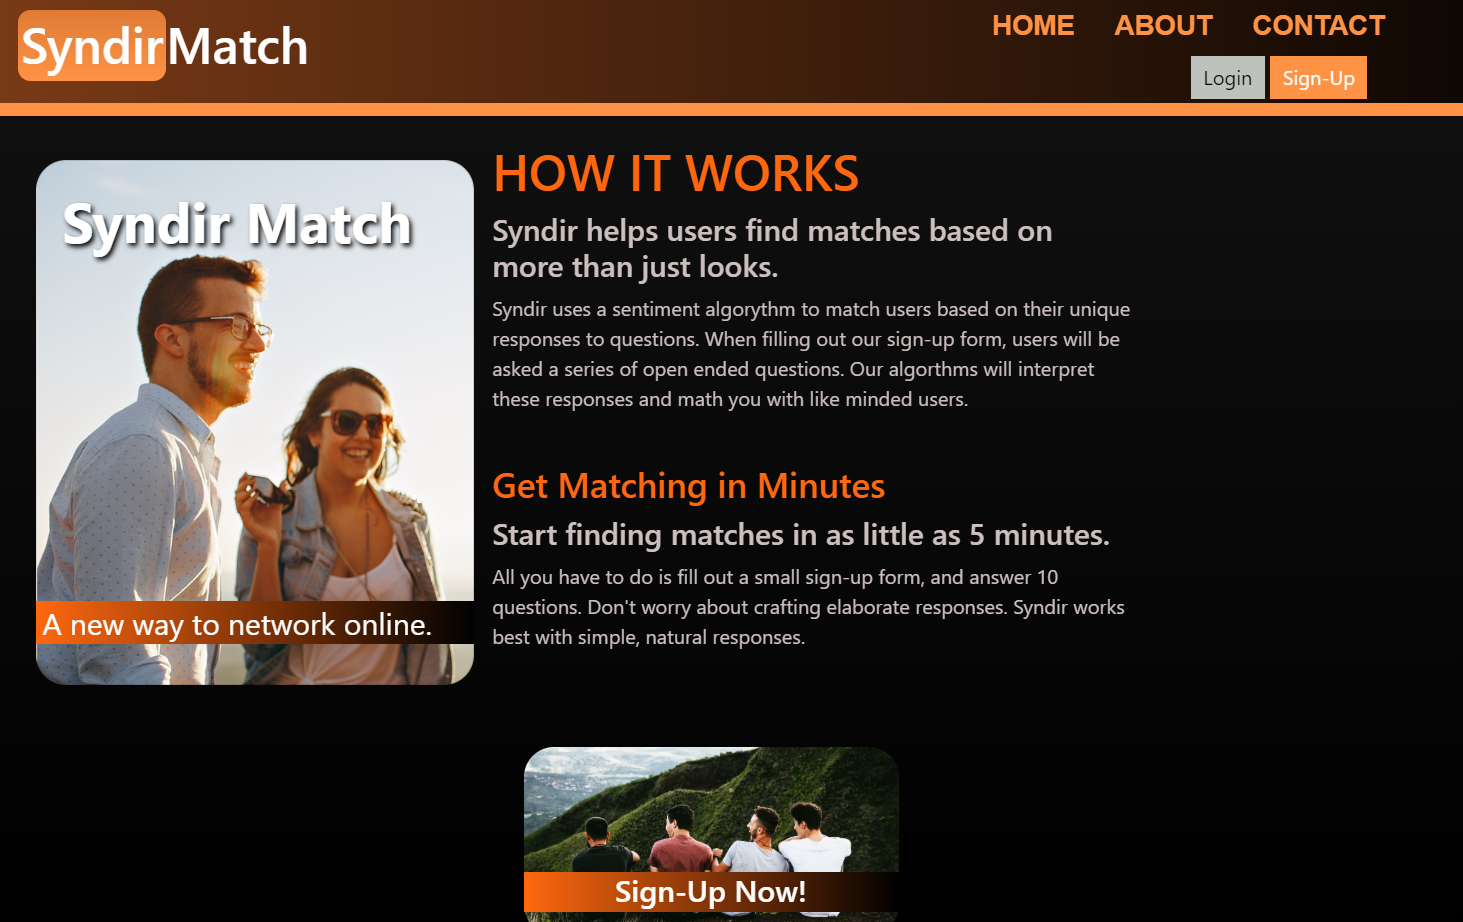 SyndirMatch
HOME ABOUT CONTACT
Login Sign-Up
Syndir Match
A new way to network online.
HOW IT WORKS
Syndir helps users find matches based on
more than just looks.
Syndir uses a sentiment algorythm to match users based on their unique
responses to questions. When filling out our sign-up form, users will be
asked a series of open ended questions. Our algorthms will interpret
these responses and math you with like minded users.
Get Matching in Minutes
Start finding matches in as little as 5 minutes.
All you have to do is fill out a small sign-up form, and answer 10
questions. Don't worry about crafting elaborate responses. Syndir works
best with simple, natural responses.
Sign-Up Now!